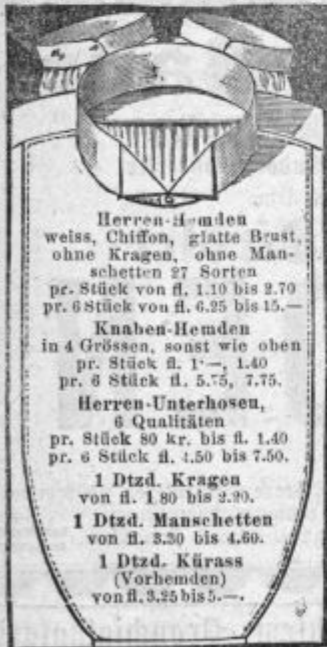 Herren-Hemden
weiss, Chiffon, glatte Brust,
ohne Kragen, ohne Man-
schetten 27 Sorten
pr. Stück von fl. 1.10 bis 2.70
pr. 6 Stück von fl. 6.25 bis 15.—
Knaben-Hemden
in 4 Grössen, sonst wie oben
pr. Stück fl. 1·—, 1.40
pr. 6 Stück fl. 5.75, 7.75.
Herren-Unterhosen,
6 Qualitäten
pr. Stück 80 kr. bis fl. 1.40
pr. 6 Stück fl. 4.50 bis 7.50.
1 Dtzd. Kragen
von fl. 1.80 bis 2.20.
1 Dtzd. Manschetten
von fl. 3.30 bis 4.60.
1 Dtzd. Kürass
(Vorhemden)
von fl. 3.25 bis 5.—.